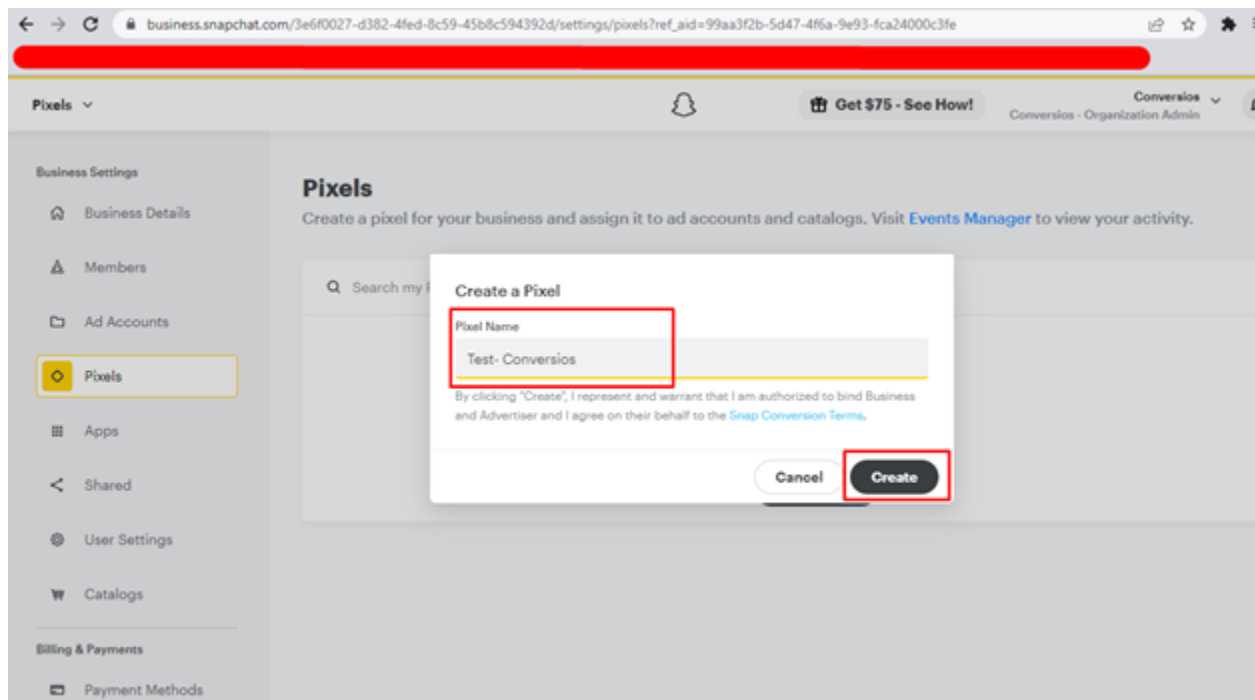 business.snapchat.com/3e6f0027-d382-4fed-8c59-45b8c594392d/settings/pixels?ref_aid=99aa3f2b-5d47-4f6a-9e93-fca24000c3fe
Pixels
Get $75 - See How!
Conversios
Conversios - Organization Admin
Business Settings
Business Details
Members
Ad Accounts
Pixels
Apps
Shared
User Settings
Catalogs
Billing & Payments
Payment Methods
Pixels
Create a pixel for your business and assign it to ad accounts and catalogs. Visit Events Manager to view your activity.
Search my
Create a Pixel
Pixel Name
Test- Conversios
By clicking "Create", I represent and warrant that I am authorized to bind Business
and Advertiser and I agree on their behalf to the Snap Conversion Terms.
Cancel
Create